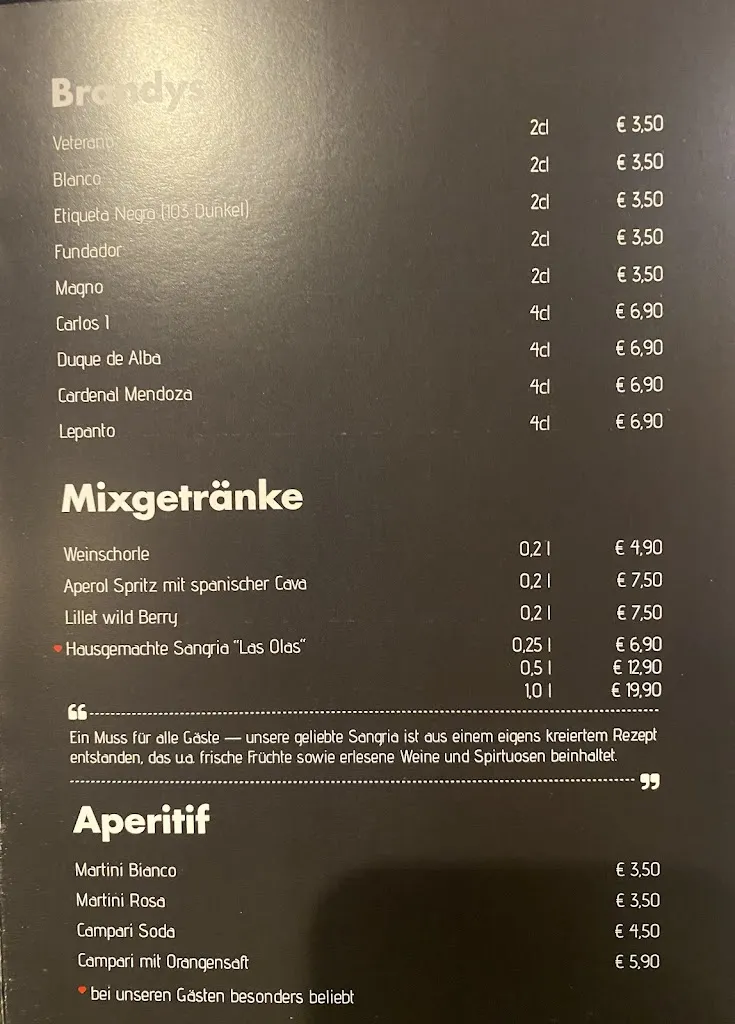 Brandys
Veterano 2cl € 3,50
Blanco 2cl € 3,50
Etiqueta Negra (103 Dunkel) 2cl € 3,50
Fundador 2cl € 3,50
Magno 2cl € 3,50
Carlos 1 4cl € 6,90
Duque de Alba 4cl € 6,90
Cardenal Mendoza 4cl € 6,90
Lepanto 4cl € 6,90
Mixgetränke
Weinschorle 0,2 l € 4,90
Aperol Spritz mit spanischer Cava 0,2 l € 7,50
Lillet wild Berry 0,2 l € 7,50
Hausgemachte Sangria "Las Olas" 0,25 l € 6,90
0,5 l € 12,90
1,0 l € 19,90
“
Ein Muss für alle Gäste — unsere geliebte Sangria ist aus einem eigens kreiertem Rezept
entstanden, das u.a. frische Früchte sowie erlesene Weine und Spirtuosen beinhaltet.
”
Aperitif
Martini Bianco € 3,50
Martini Rosa € 3,50
Campari Soda € 4,50
Campari mit Orangensaft € 5,90
bei unseren Gästen besonders beliebt